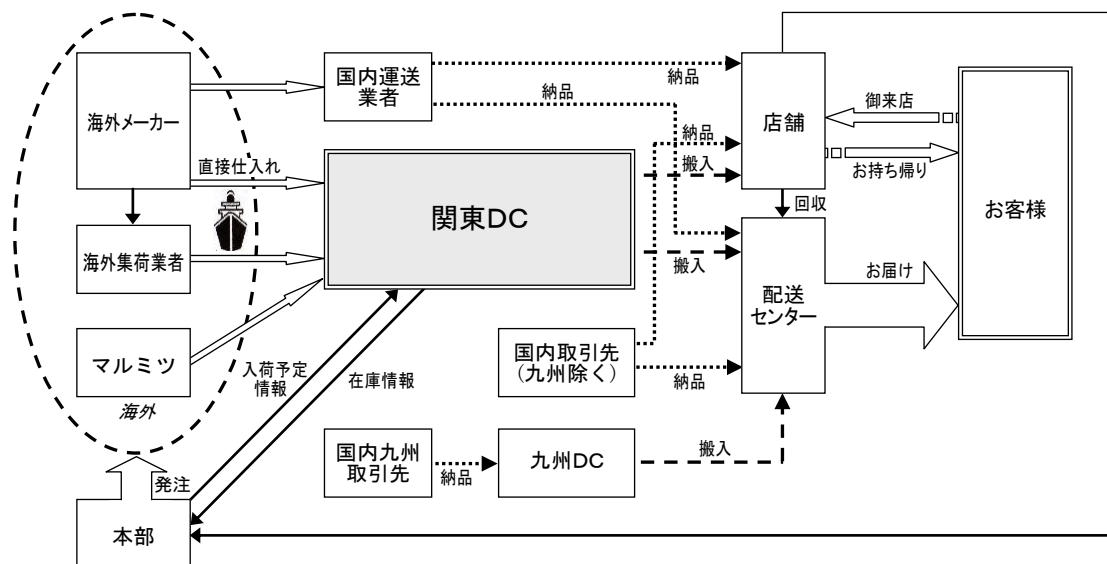 海外メーカー
海外集荷業者
マルミツ
海外
直接仕入れ
国内運送
業者
関東DC
入荷予定
情報
在庫情報
発注
本部
国内九州
取引先
納品
九州DC
国内取引先
(九州除く)
納品
納品
納品
納品
搬入
搬入
搬入
店舗
回収
配送
センター
御来店
お持ち帰り
お届け
お客様